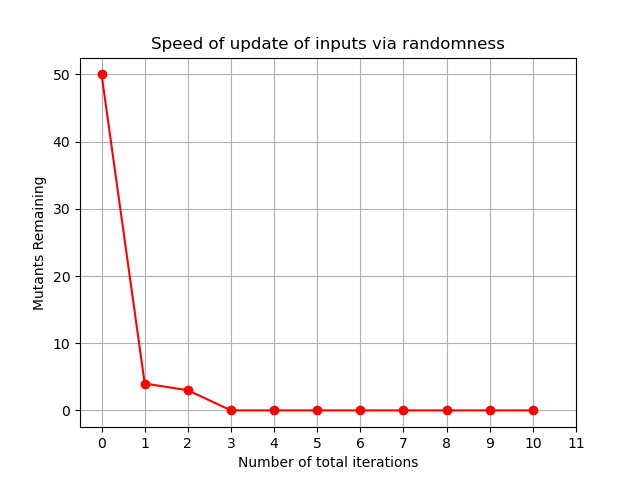 Speed of update of inputs via randomness
50
40
30
20
10
0
Mutants Remaining
0 1 2 3 4 5 6 7 8 9 10 11
Number of total iterations